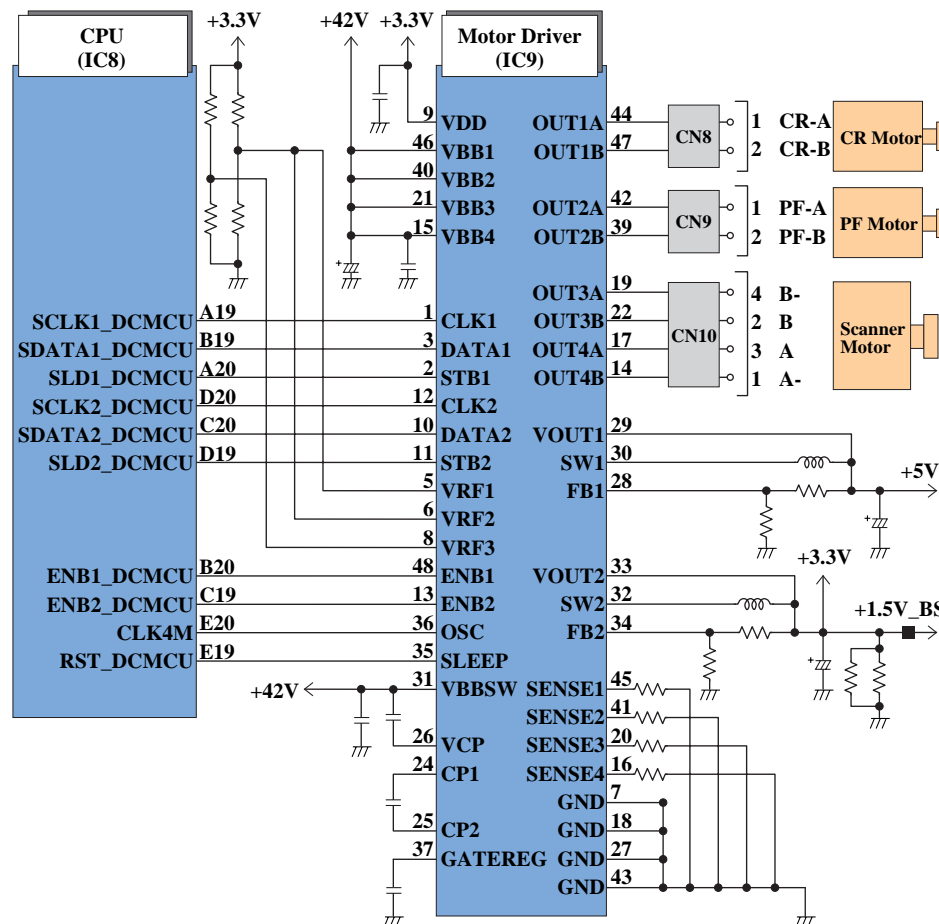 +3.3V +42V +3.3V
CPU
(IC8)
Motor Driver
(IC9)
9 VDD OUT1A 44 CN8 1 CR-A CR Motor
46 VBB1 OUT1B 47 2 CR-B
40 VBB2
21 VBB3 OUT2A 42 CN9 1 PF-A PF Motor
15 VBB4 OUT2B 39 2 PF-B
+
OUT3A 19 4 B-
SCLK1_DCMCU A19 1 CLK1 OUT3B 22 CN10 2 B Scanner
Motor
SDATA1_DCMCU B19 3 DATA1 OUT4A 17 3 A
SLD1_DCMCU A20 2 STB1 OUT4B 14 1 A-
SCLK2_DCMCU D20 12 CLK2
SDATA2_DCMCU C20 10 DATA2 VOUT1 29
SLD2_DCMCU D19 11 STB2 SW1 30
5 VRF1 FB1 28 +5V
6 VRF2 +
8 VRF3
+3.3V
ENB1_DCMCU B20 48 ENB1 VOUT2 33
ENB2_DCMCU C19 13 ENB2 SW2 32 +1.5V_BS
CLK4M E20 36 OSC FB2 34
RST_DCMCU E19 35 SLEEP +
+42V 31 VBBSW SENSE1 45
SENSE2 41
26 VCP SENSE3 20
24 CP1 SENSE4 16
GND 7
25 CP2 GND 18
37 GATEREG GND 27
GND 43